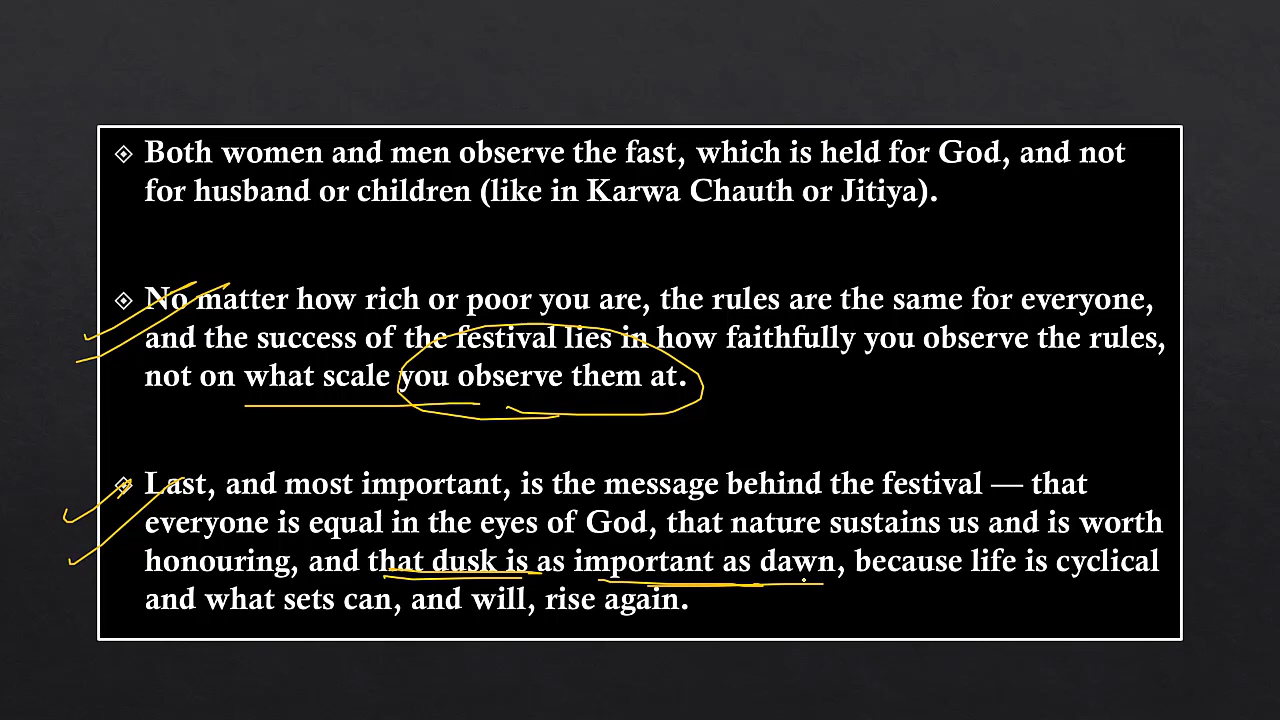 Both women and men observe the fast, which is held for God, and not
for husband or children (like in Karwa Chauth or Jitiya).
No matter how rich or poor you are, the rules are the same for everyone,
and the success of the festival lies in how faithfully you observe the rules,
not on what scale you observe them at.
Last, and most important, is the message behind the festival — that
everyone is equal in the eyes of God, that nature sustains us and is worth
honouring, and that dusk is as important as dawn, because life is cyclical
and what sets can, and will, rise again.